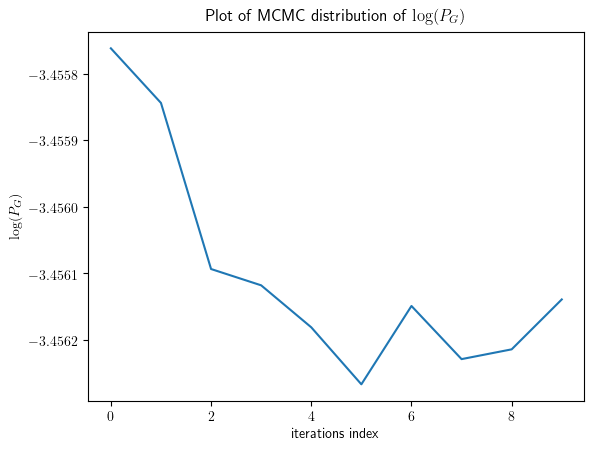 Plot of MCMC distribution of log(P_G)
log(P_G)
−3.4558
−3.4559
−3.4560
−3.4561
−3.4562
0 2 4 6 8
iterations index